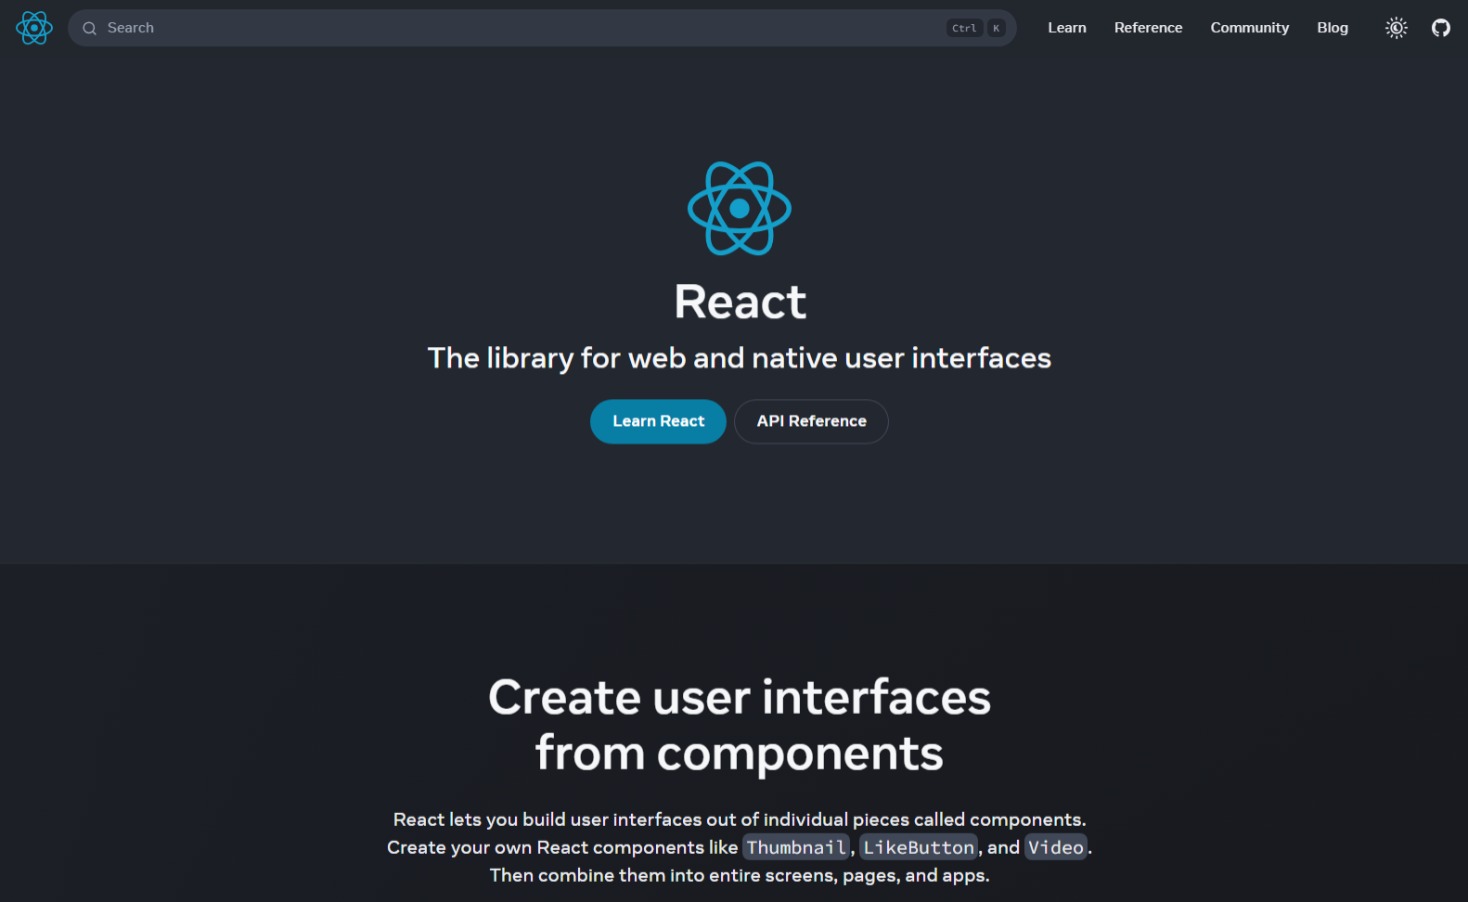 Search
Ctrl K
Learn
Reference
Community
Blog
React
The library for web and native user interfaces
Learn React
API Reference
Create user interfaces
from components
React lets you build user interfaces out of individual pieces called components.
Create your own React components like Thumbnail, LikeButton, and Video.
Then combine them into entire screens, pages, and apps.